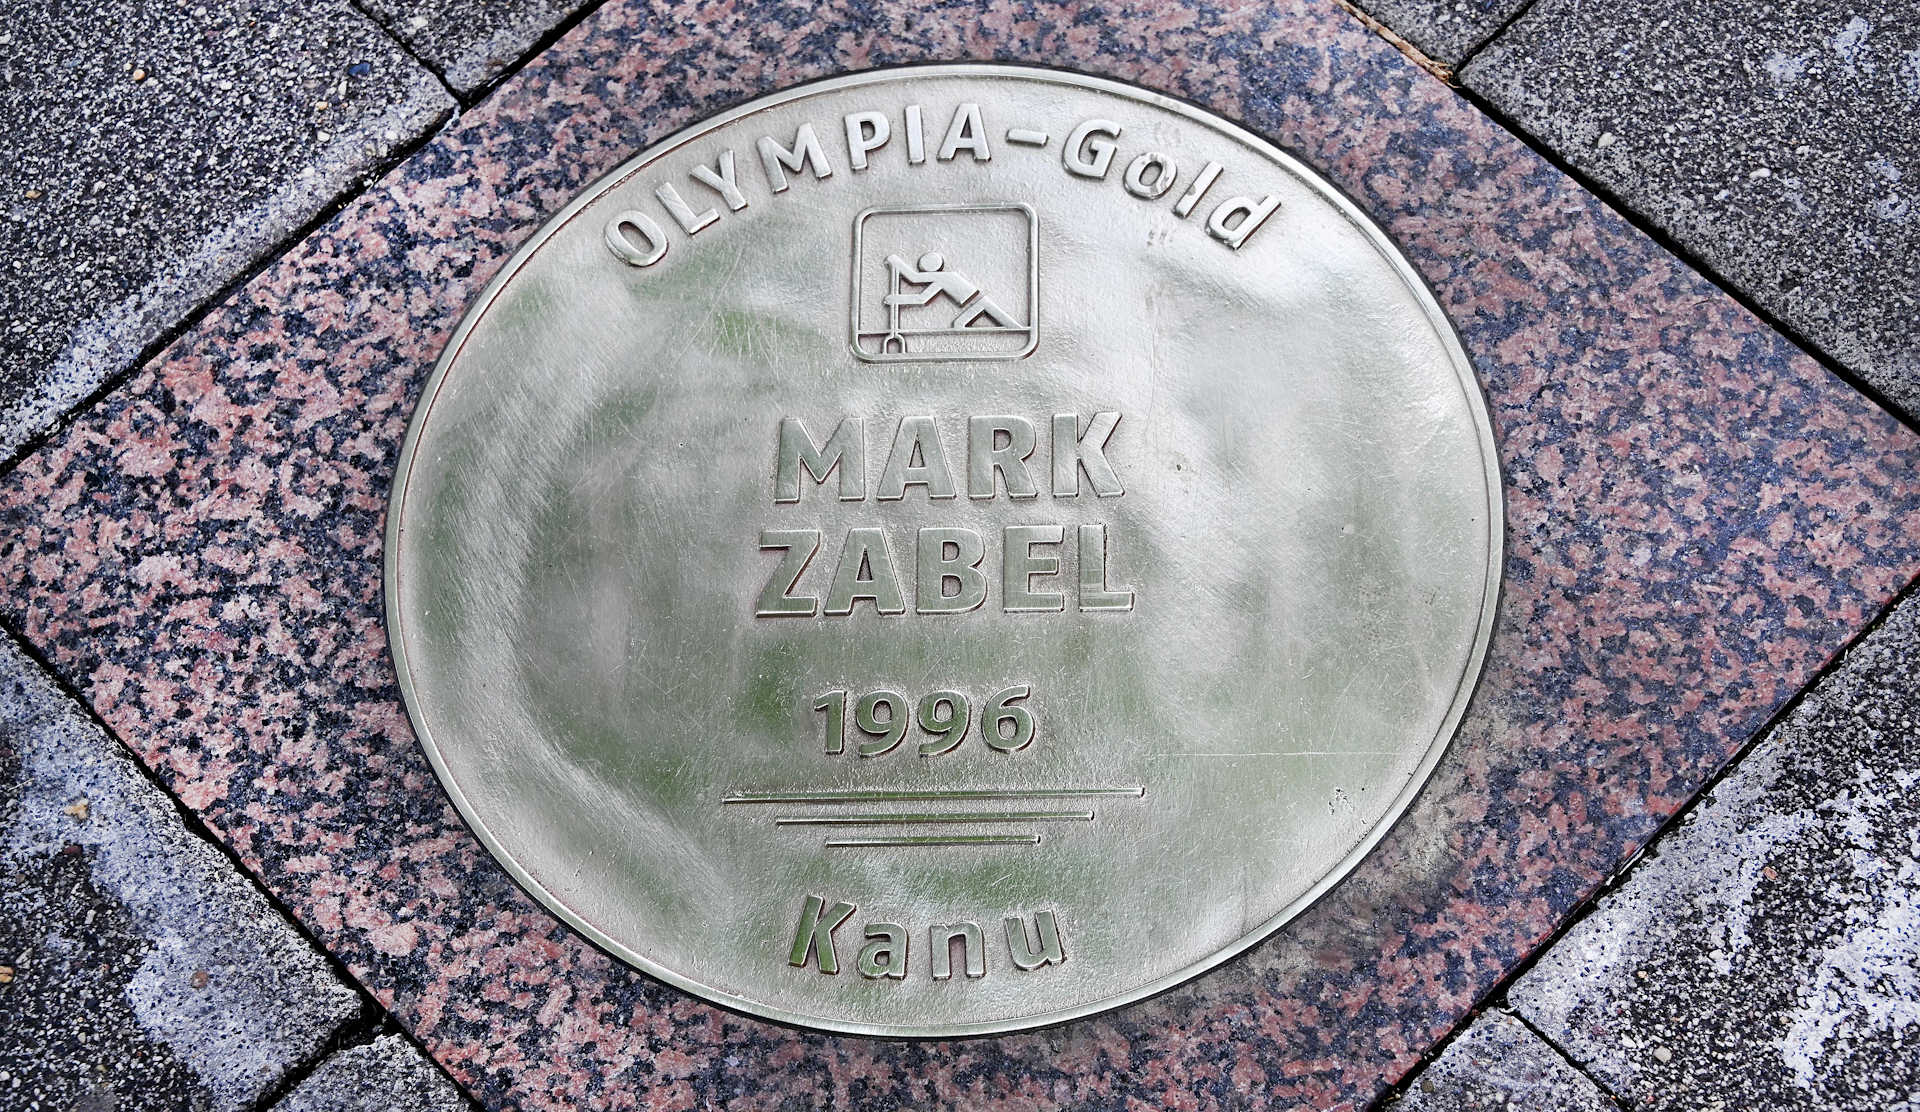 OLYMPIA-Gold
MARK
ZABEL
1996
Kanu